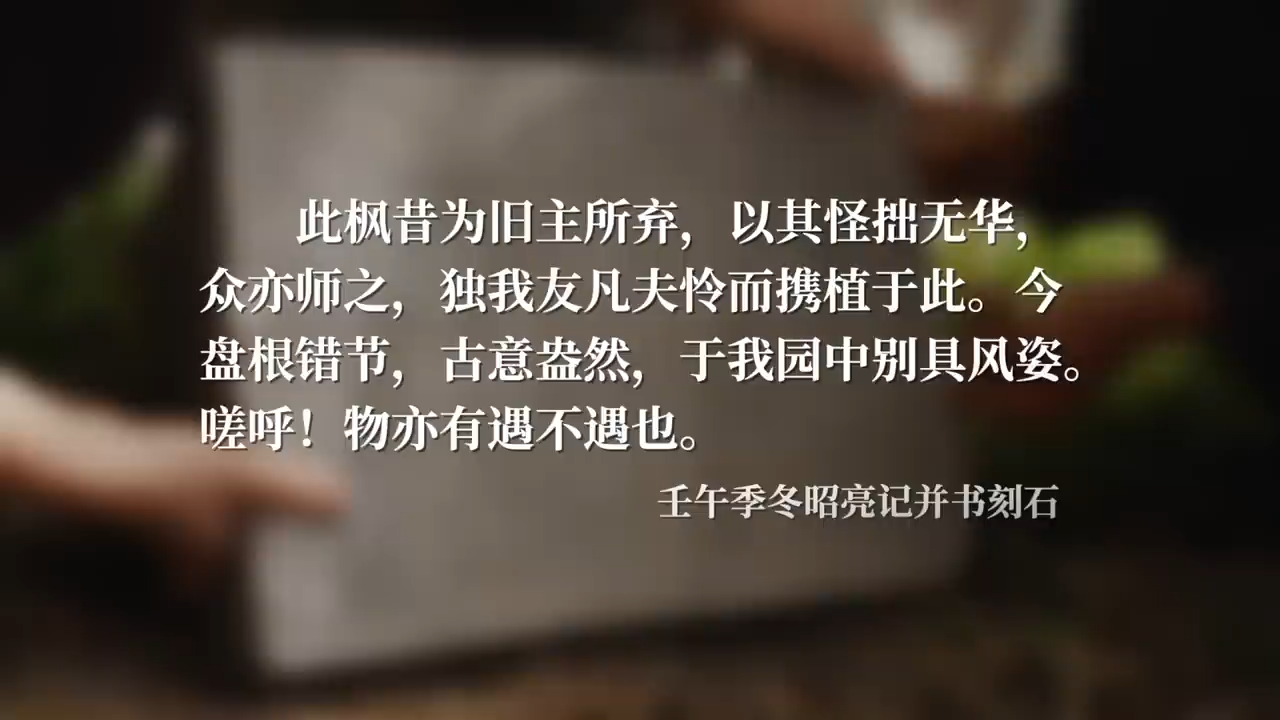 此枫昔为旧主所弃，以其怪拙无华，
众亦师之，独我友凡夫怜而携植于此。今
盘根错节，古意盎然，于我园中别具风姿。
嗟呼！物亦有遇不遇也。
壬午季冬昭亮记并书刻石